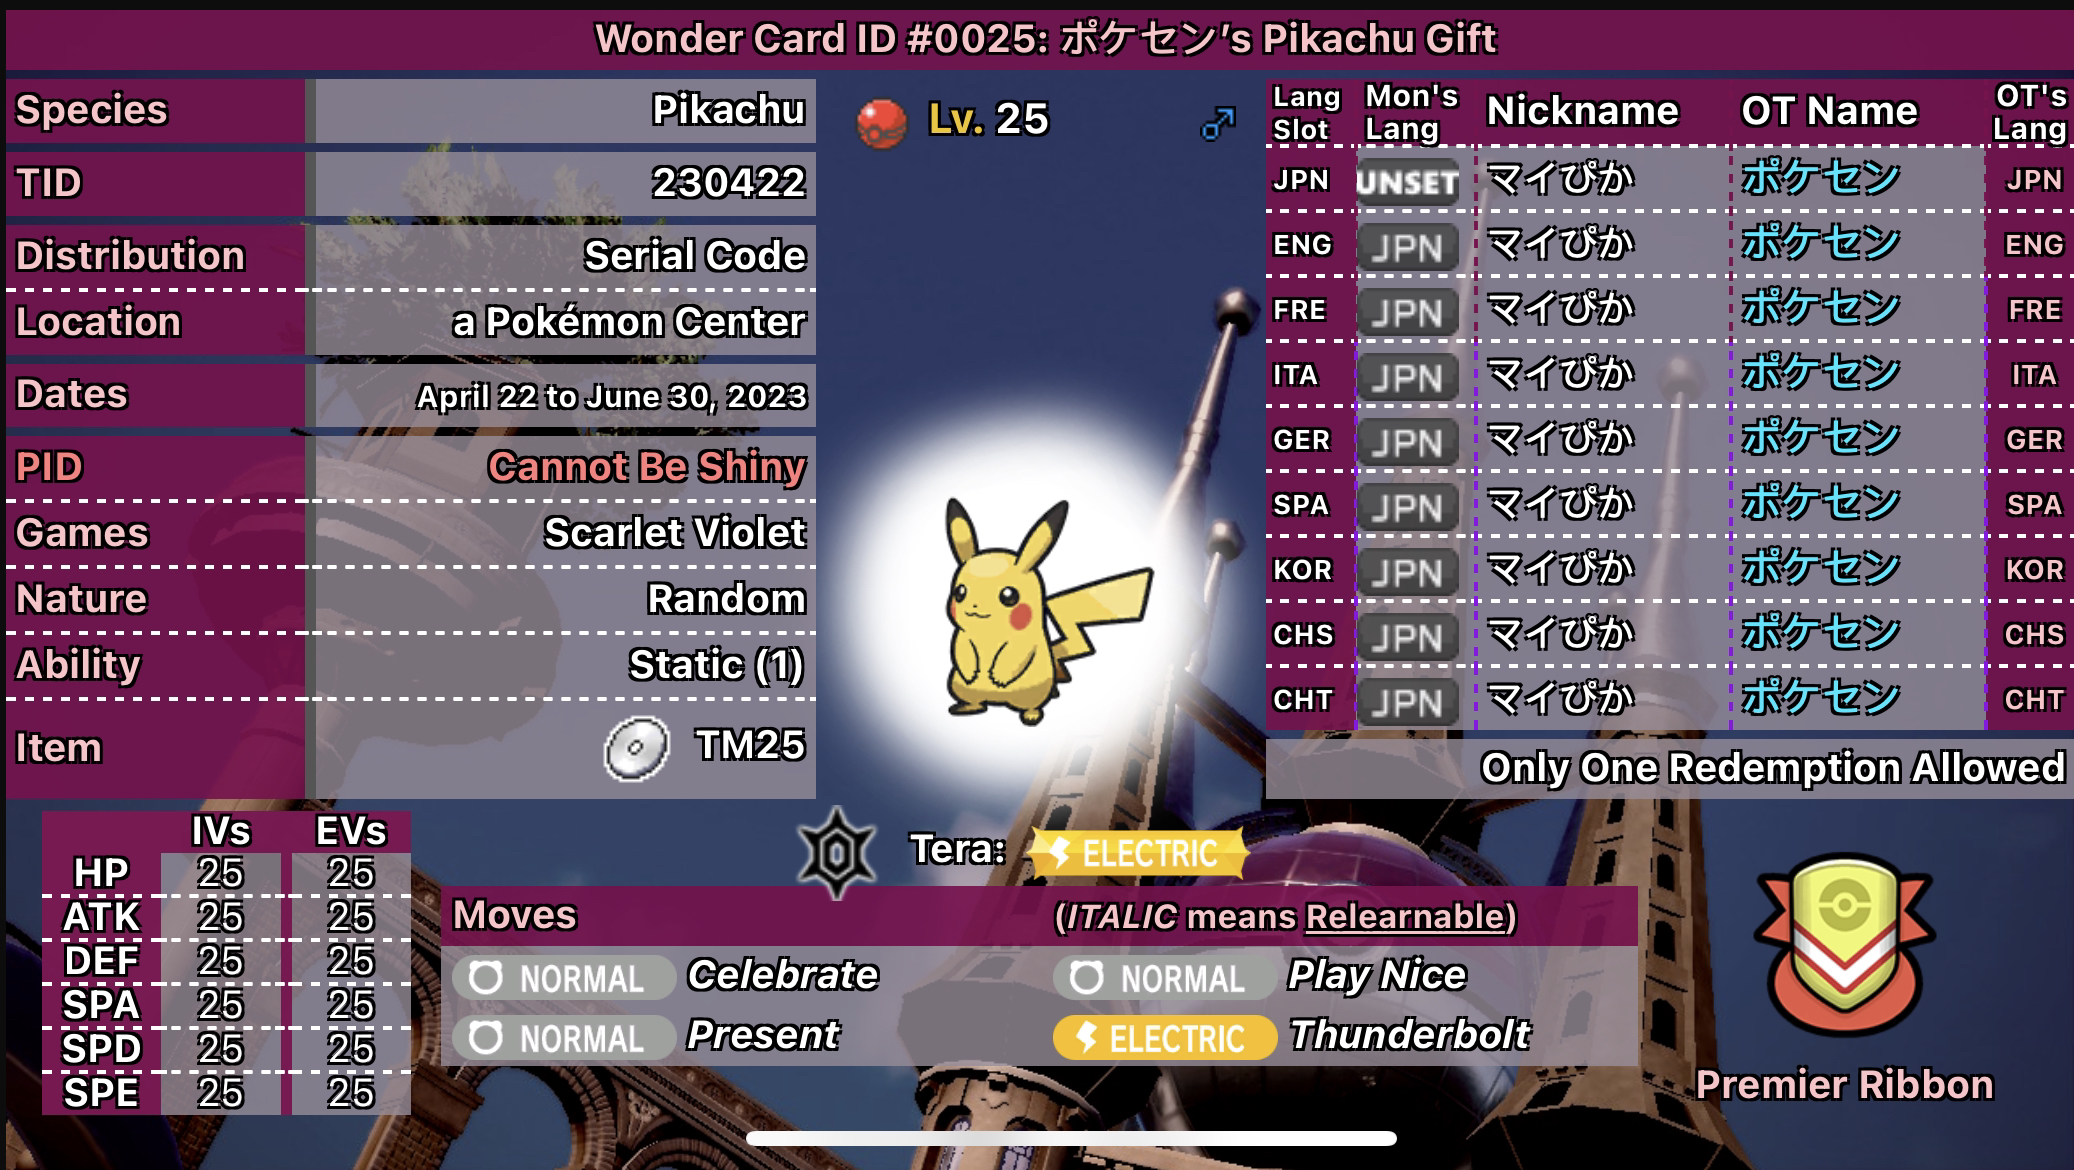 Wonder Card ID #0025: ポケセン’s Pikachu Gift
Species Pikachu
TID 230422
Distribution Serial Code
Location a Pokémon Center
Dates April 22 to June 30, 2023
PID Cannot Be Shiny
Games Scarlet Violet
Nature Random
Ability Static (1)
Item TM25
Lv. 25 ♂
Lang Slot Mon's Lang Nickname OT Name OT's Lang
JPN UNSET マイぴか ポケセン JPN
ENG JPN マイぴか ポケセン ENG
FRE JPN マイぴか ポケセン FRE
ITA JPN マイぴか ポケセン ITA
GER JPN マイぴか ポケセン GER
SPA JPN マイぴか ポケセン SPA
KOR JPN マイぴか ポケセン KOR
CHS JPN マイぴか ポケセン CHS
CHT JPN マイぴか ポケセン CHT
Only One Redemption Allowed
IVs EVs
HP 25 25
ATK 25 25
DEF 25 25
SPA 25 25
SPD 25 25
SPE 25 25
Tera: ELECTRIC
Moves (ITALIC means Relearnable)
NORMAL Celebrate NORMAL Play Nice
NORMAL Present ELECTRIC Thunderbolt
Premier Ribbon